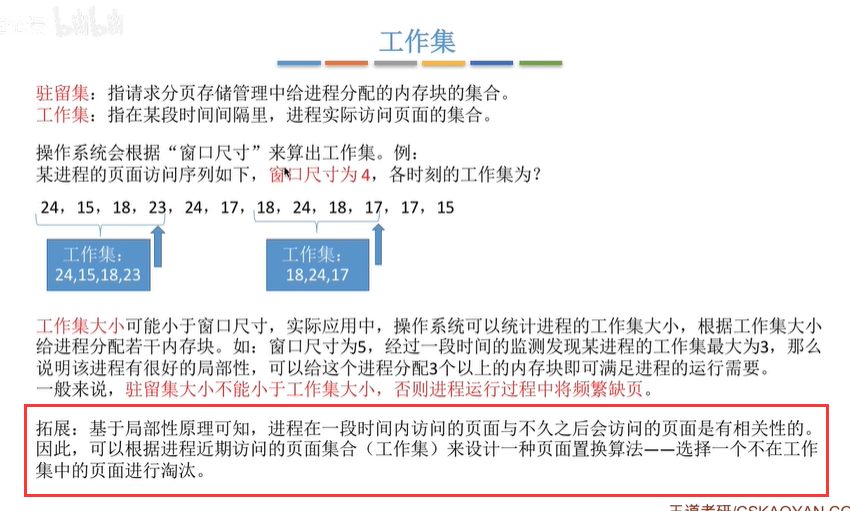 工作集
驻留集：指请求分页存储管理中给进程分配的内存块的集合。
工作集：指在某段时间间隔里，进程实际访问页面的集合。
操作系统会根据“窗口尺寸”来算出工作集。例：
某进程的页面访问序列如下，窗口尺寸为 4，各时刻的工作集为？
24，15，18，23，24，17，18，24，18，17，17，15
工作集：
24,15,18,23
工作集：
18,24,17
工作集大小可能小于窗口尺寸，实际应用中，操作系统可以统计进程的工作集大小，根据工作集大小
给进程分配若干内存块。如：窗口尺寸为5，经过一段时间的监测发现某进程的工作集最大为3，那么
说明该进程有很好的局部性，可以给这个进程分配3个以上的内存块即可满足进程的运行需要。
一般来说，驻留集大小不能小于工作集大小，否则进程运行过程中将频繁缺页。
拓展：基于局部性原理可知，进程在一段时间内访问的页面与不久之后会访问的页面是有相关性的。
因此，可以根据进程近期访问的页面集合（工作集）来设计一种页面置换算法——选择一个不在工作
集中的页面进行淘汰。
王道考研/CSKAOYAN.CO